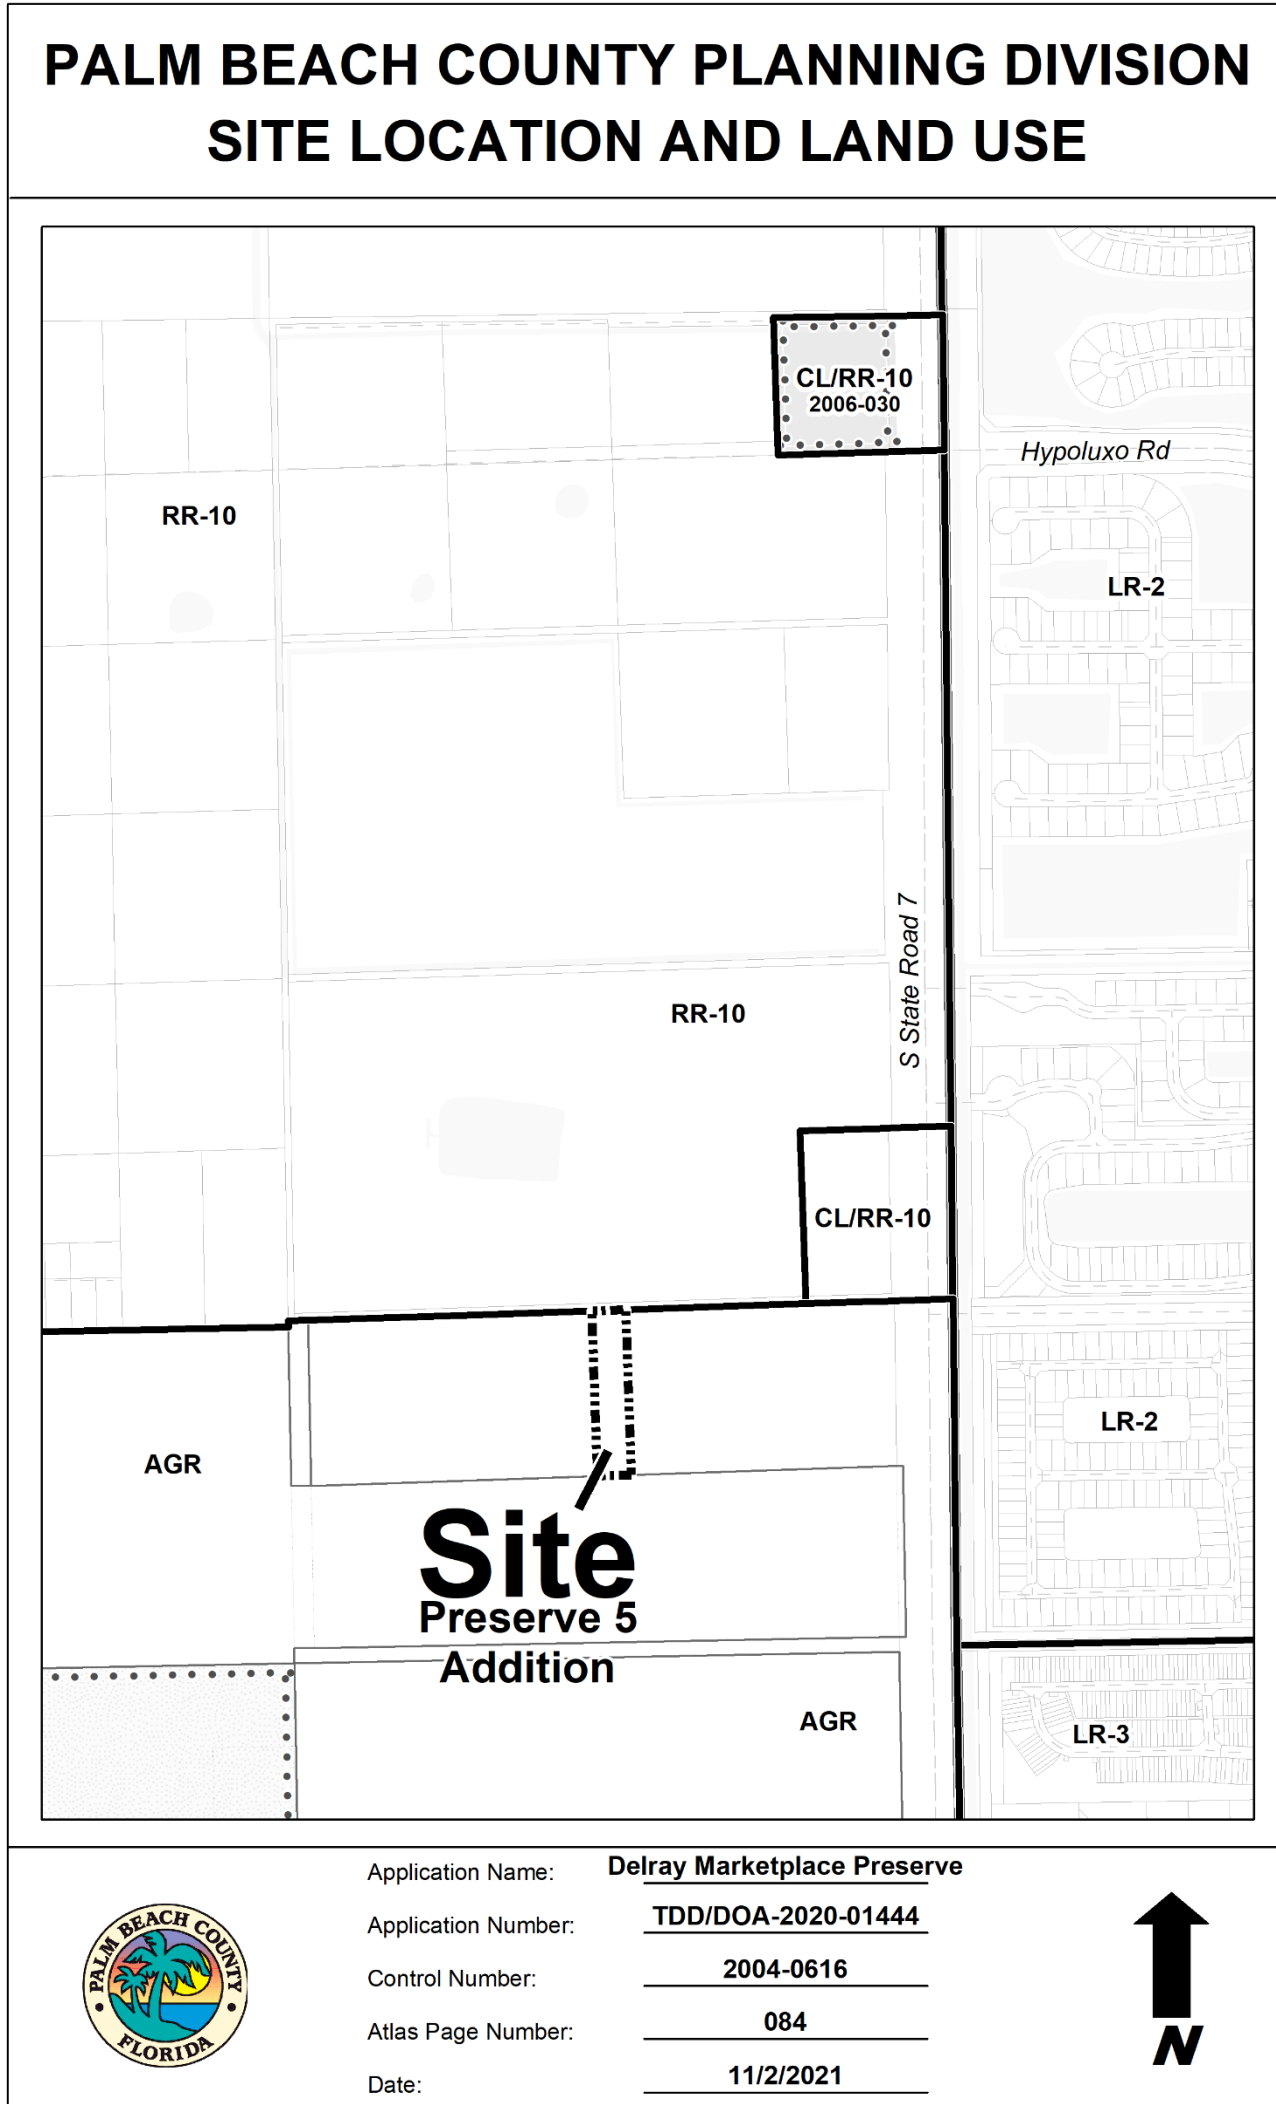 PALM BEACH COUNTY PLANNING DIVISION
SITE LOCATION AND LAND USE
CL/RR-10
2006-030
Hypoluxo Rd
RR-10
LR-2
S State Road 7
RR-10
CL/RR-10
LR-2
AGR
Site
Preserve 5
Addition
AGR
LR-3
Application Name: Delray Marketplace Preserve
Application Number: TDD/DOA-2020-01444
Control Number: 2004-0616
Atlas Page Number: 084
Date: 11/2/2021
PALM BEACH COUNTY
FLORIDA
N